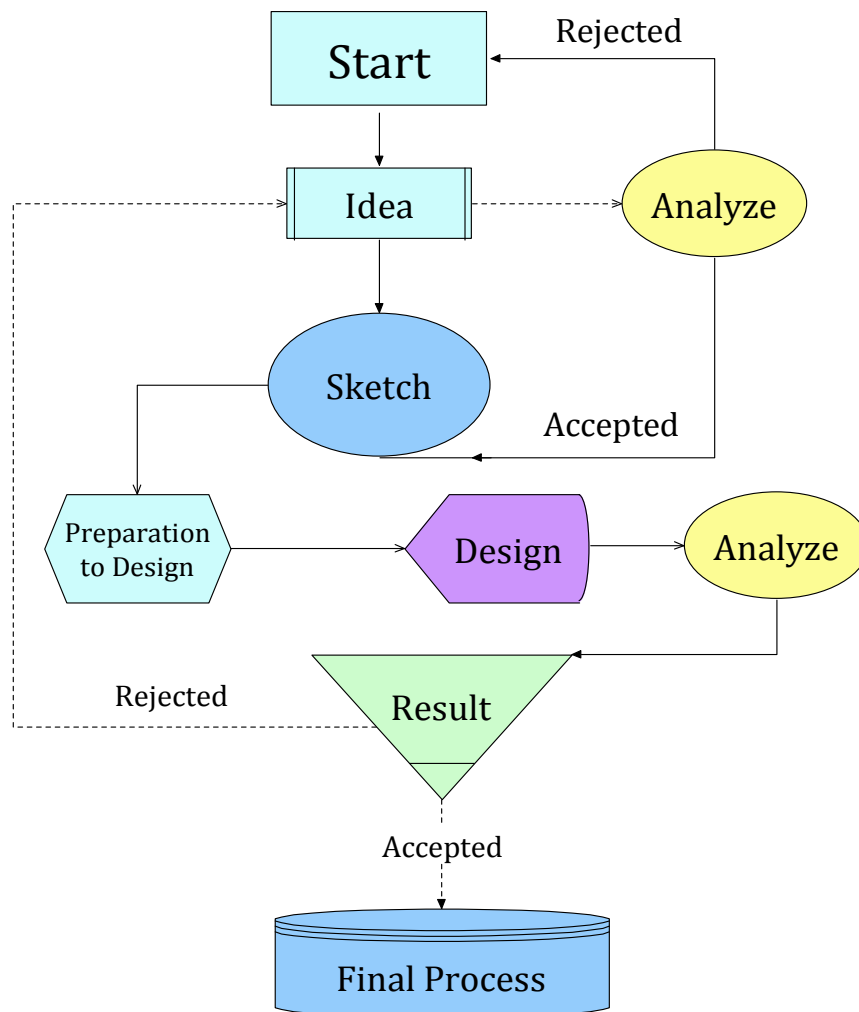 Rejected
Start
Idea
Analyze
Sketch
Accepted
Preparation
to Design
Design
Analyze
Result
Rejected
Accepted
Final Process